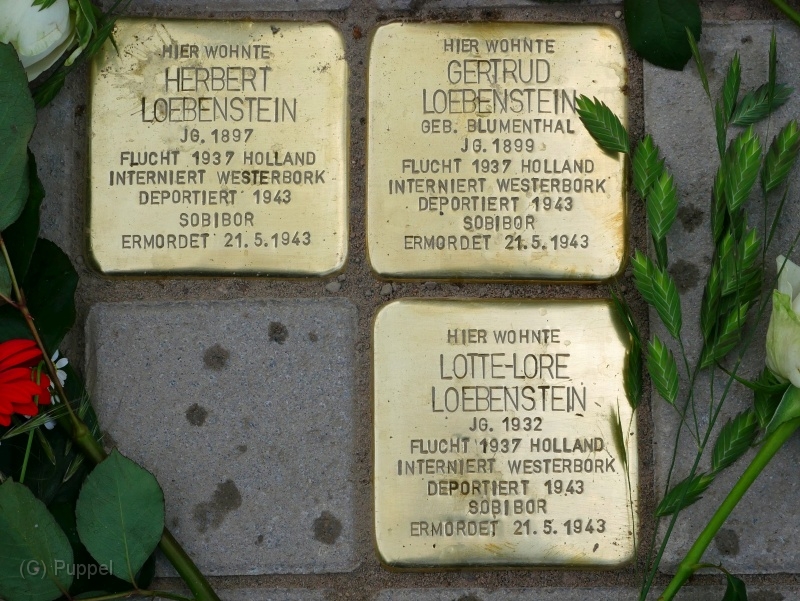 HIER WOHNTE
HERBERT
LOEBENSTEIN
JG. 1897
FLUCHT 1937 HOLLAND
INTERNIERT WESTERBORK
DEPORTIERT 1943
SOBIBOR
ERMORDET 21.5.1943
HIER WOHNTE
GERTRUD
LOEBENSTEIN
GEB. BLUMENTHAL
JG. 1899
FLUCHT 1937 HOLLAND
INTERNIERT WESTERBORK
DEPORTIERT 1943
SOBIBOR
ERMORDET 21.5.1943
HIER WOHNTE
LOTTE-LORE
LOEBENSTEIN
JG. 1932
FLUCHT 1937 HOLLAND
INTERNIERT WESTERBORK
DEPORTIERT 1943
SOBIBOR
ERMORDET 21.5.1943
(G) Puppel